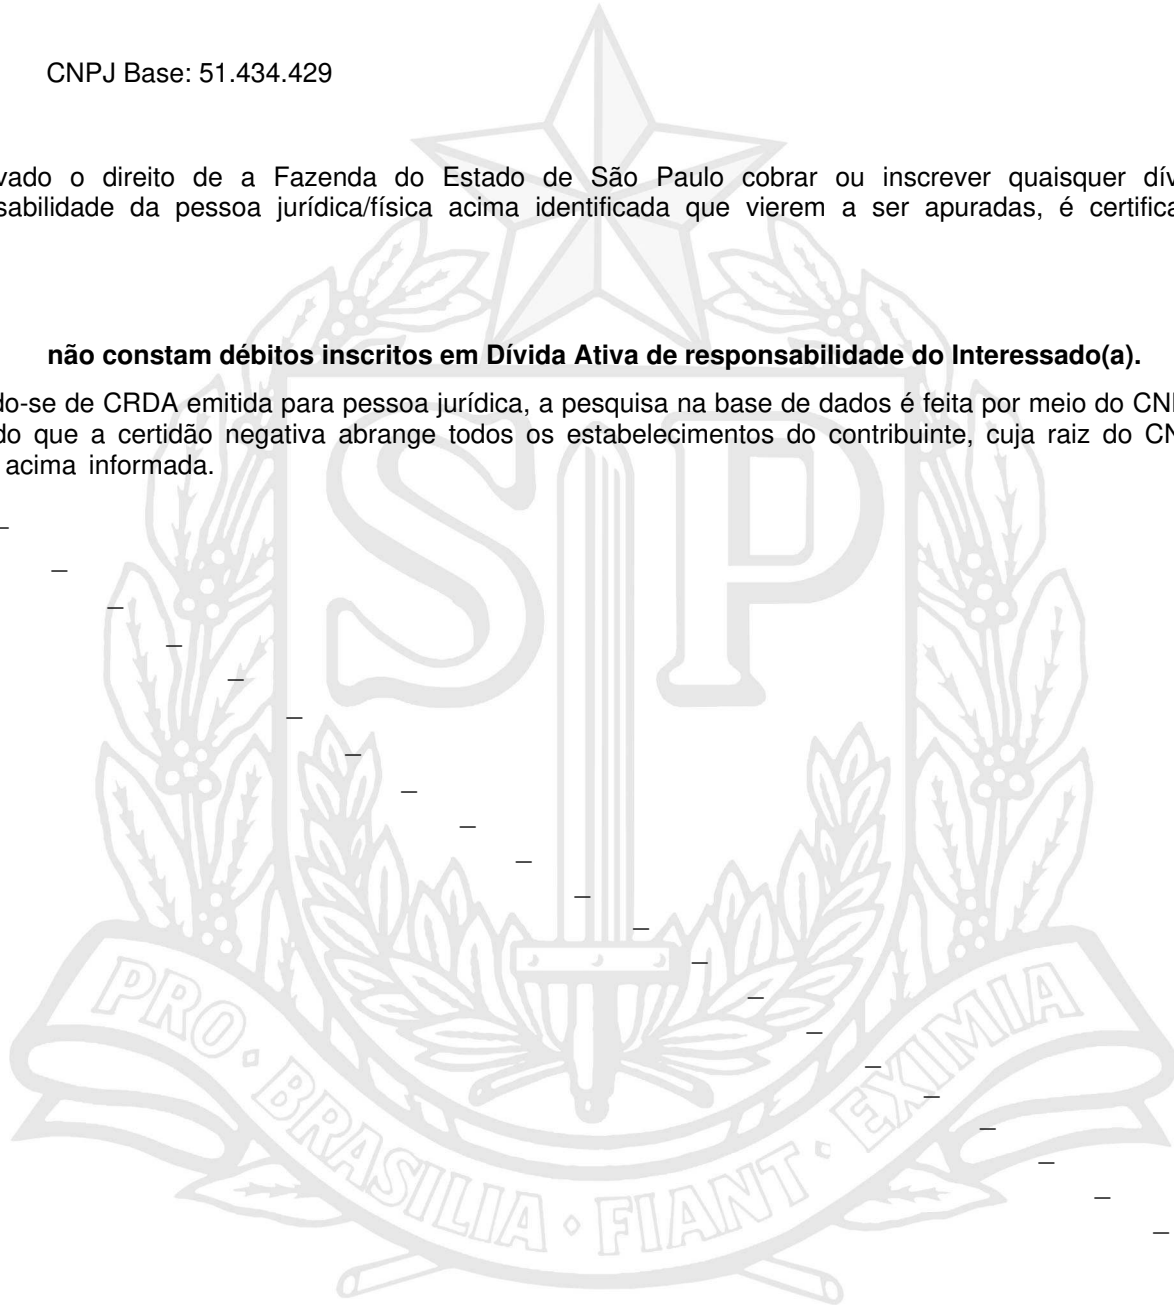 CNPJ Base: 51.434.429
vado o direito de a Fazenda do Estado de São Paulo cobrar ou inscrever quaisquer dív
sabilidade da pessoa jurídica/física acima identificada que vierem a ser apuradas, é certifica
não constam débitos inscritos em Dívida Ativa de responsabilidade do Interessado(a).
do-se de CRDA emitida para pessoa jurídica, a pesquisa na base de dados é feita por meio do CN
do que a certidão negativa abrange todos os estabelecimentos do contribuinte, cuja raiz do CN
acima informada.
SP
PRO · BRASILIA · FIANT · EXIMIA